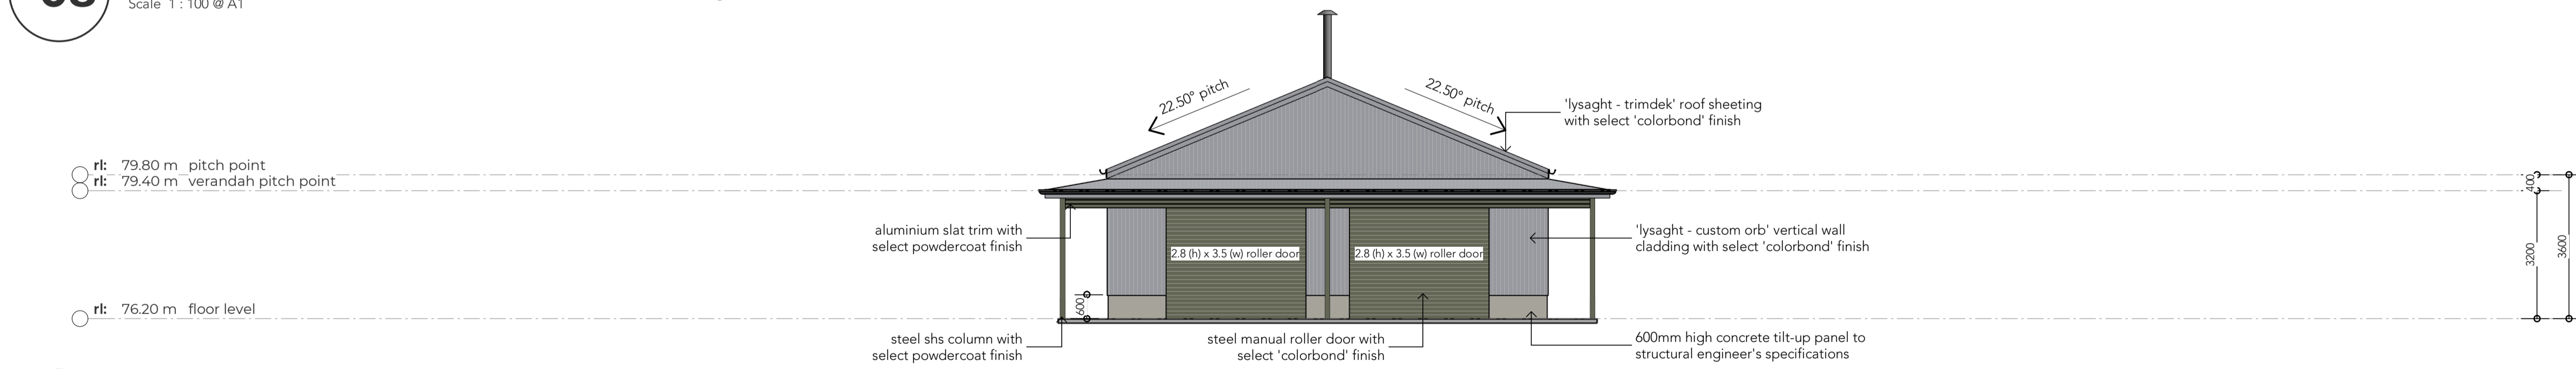 Scale 1 : 100 @ A1
22.50° pitch
22.50° pitch
'lysaght - trimdek' roof sheeting
with select 'colorbond' finish
rl: 79.80 m pitch point
rl: 79.40 m verandah pitch point
400
aluminium slat trim with
select powdercoat finish
'lysaght - custom orb' vertical wall
cladding with select 'colorbond' finish
2.8 (h) x 3.5 (w) roller door
2.8 (h) x 3.5 (w) roller door
3200
3600
600
rl: 76.20 m floor level
steel shs column with
select powdercoat finish
steel manual roller door with
select 'colorbond' finish
600mm high concrete tilt-up panel to
structural engineer's specifications